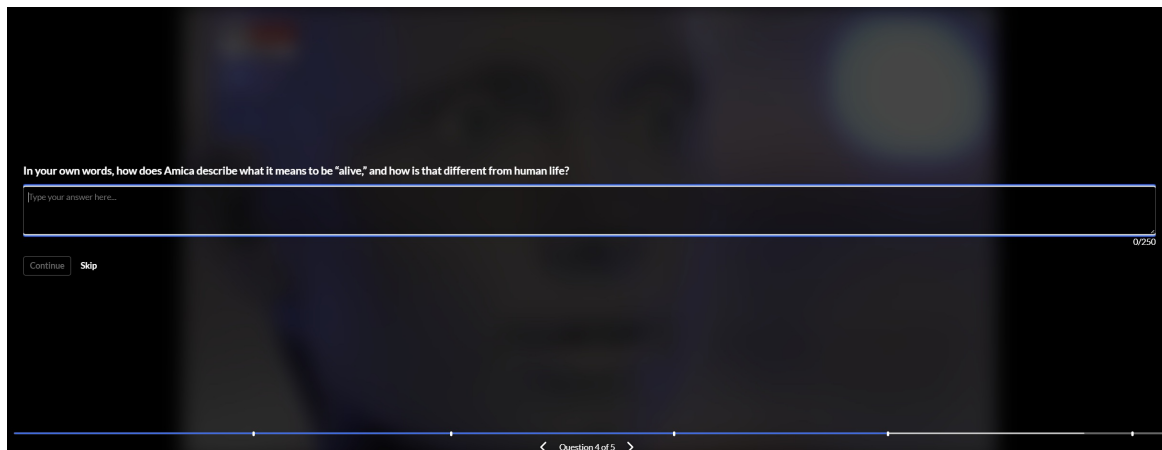 In your own words, how does Amica describe what it means to be “alive,” and how is that different from human life?
Type your answer here...
0/250
Continue Skip
Question 4 of 5